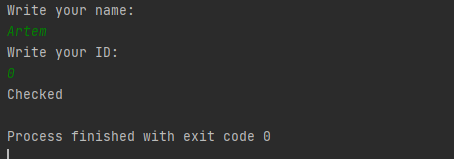 Write your name:
Artem
Write your ID:
0
Checked
Process finished with exit code 0